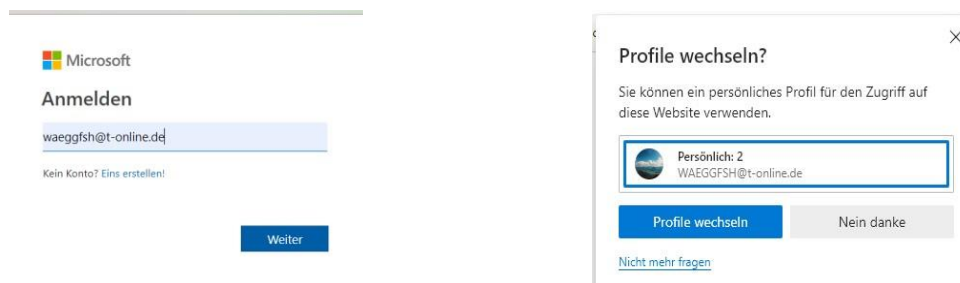 Microsoft
Anmelden
waeggfsh@t-online.de
Kein Konto? Eins erstellen!
Weiter
Profile wechseln?
Sie können ein persönliches Profil für den Zugriff auf
diese Website verwenden.
Persönlich: 2
WAEGGFSH@t-online.de
Profile wechseln
Nein danke
Nicht mehr fragen